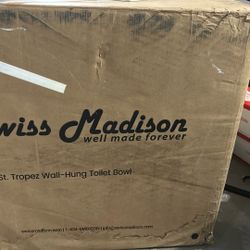 wiss Madison
well made forever
St. Tropez Wall-Hung Toilet Bowl